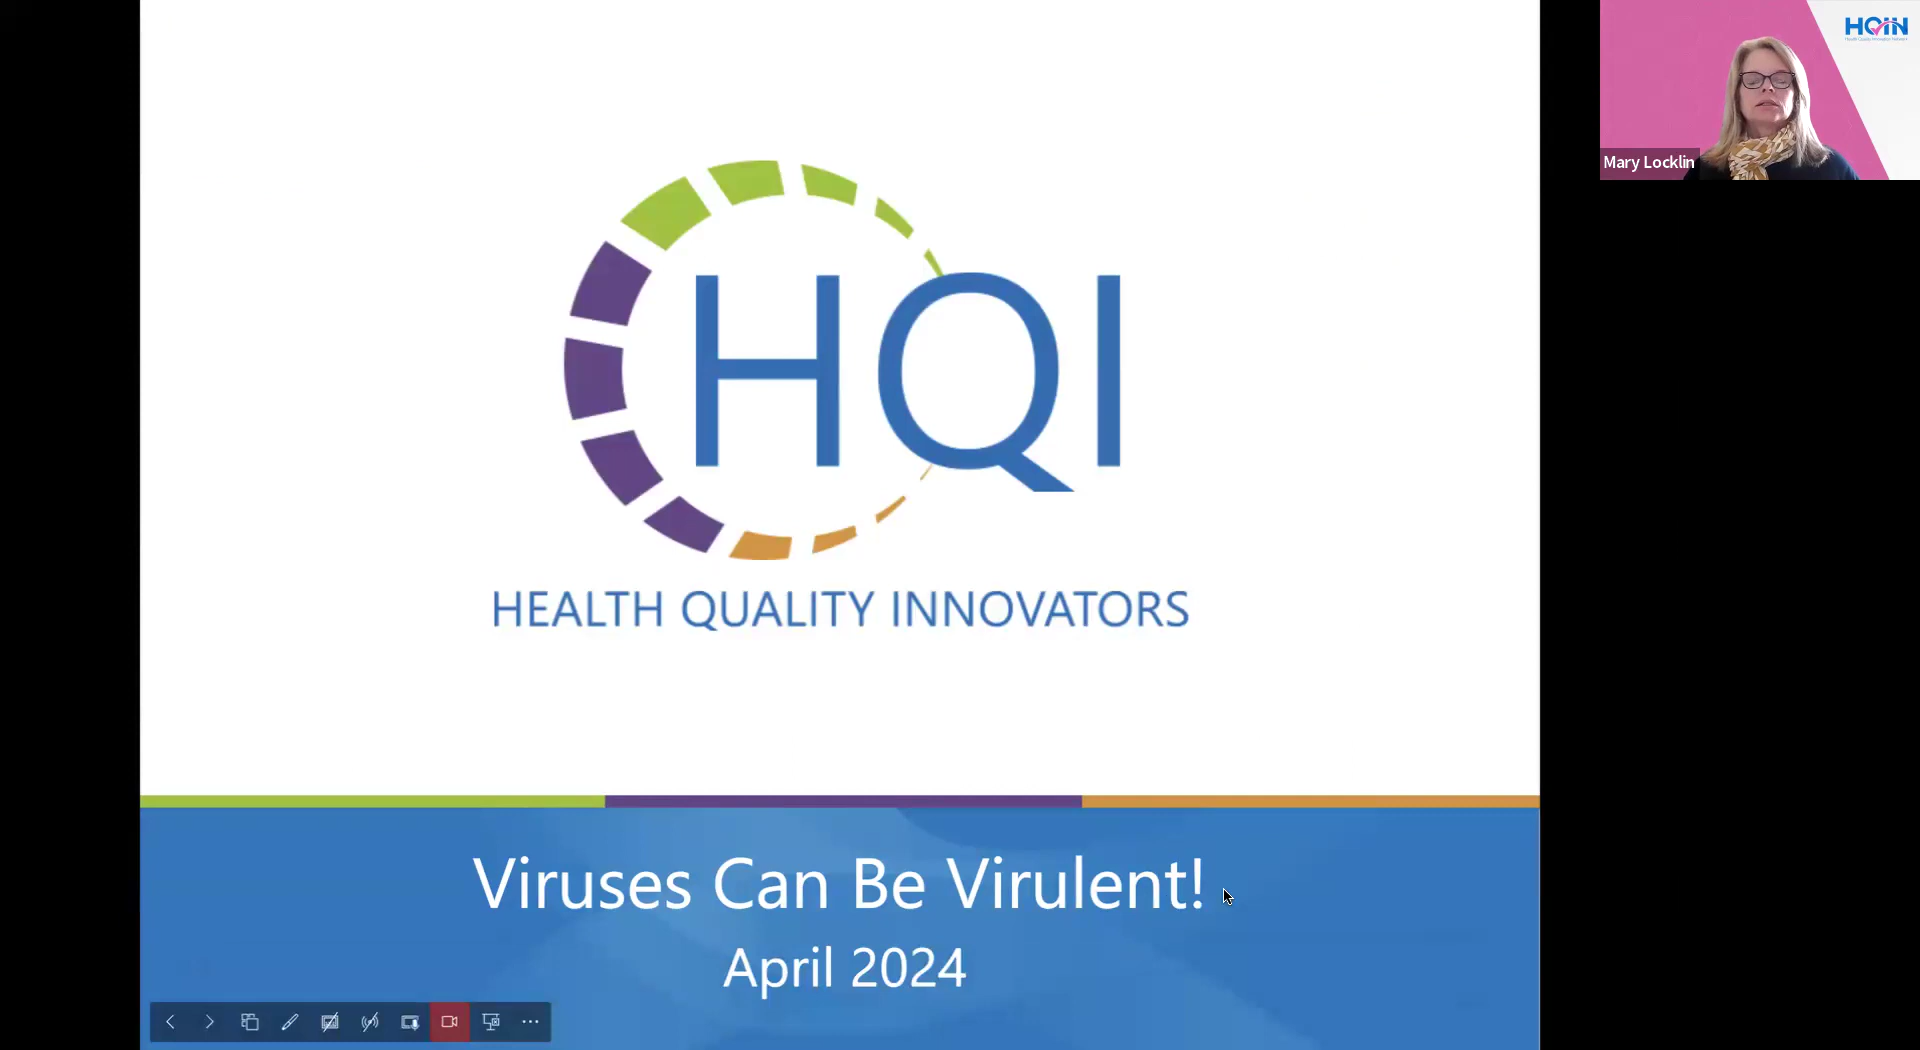 HQIN
Mary Locklin
HQI
HEALTH QUALITY INNOVATORS
Viruses Can Be Virulent!
April 2024